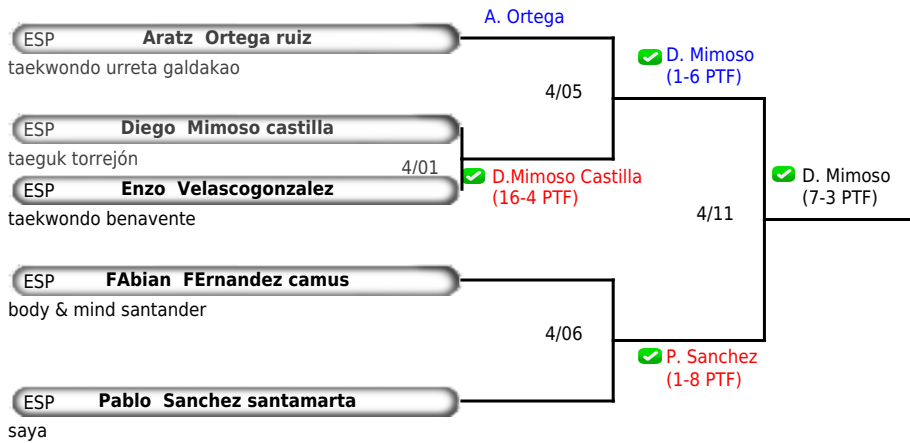 A. Ortega
ESP Aratz Ortega ruiz
taekwondo urreta galdakao
D. Mimoso
(1-6 PTF)
4/05
ESP Diego Mimoso castilla
taeguk torrejón
4/01
D.Mimoso Castilla
(16-4 PTF)
D. Mimoso
(7-3 PTF)
ESP Enzo Velascogonzalez
taekwondo benavente
4/11
ESP FAbian FErnandez camus
body & mind santander
4/06
P. Sanchez
(1-8 PTF)
ESP Pablo Sanchez santamarta
saya